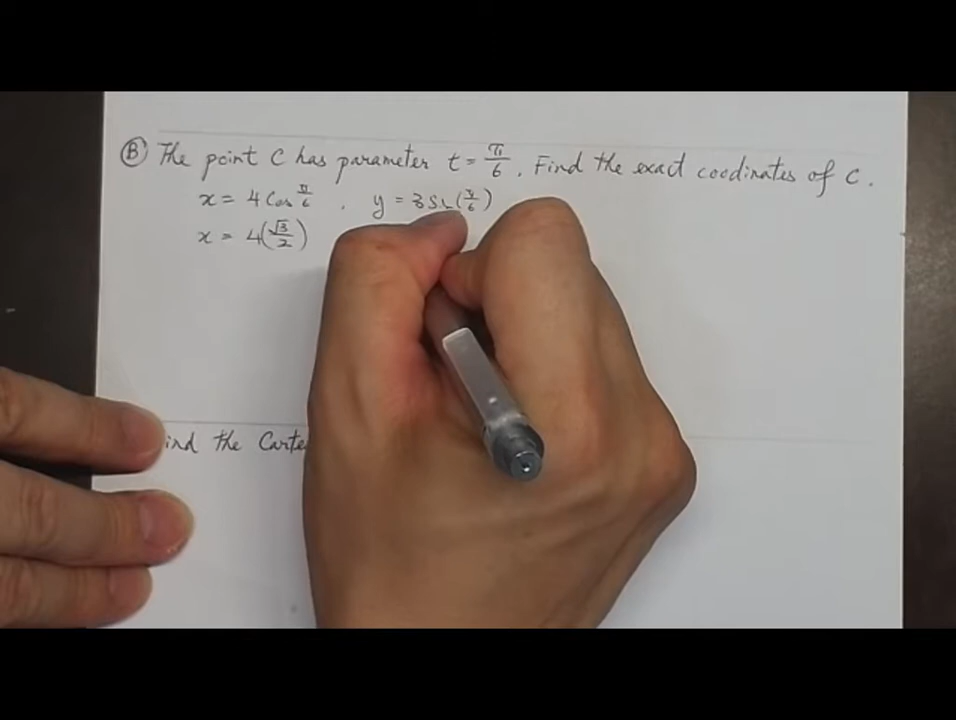 Ⓑ The point C has parameter t = π/6. Find the exact coodinates of C.
x = 4 Cos π/6 , y = 3 Sin(π/6)
x = 4(√3/2)
ind the Carte